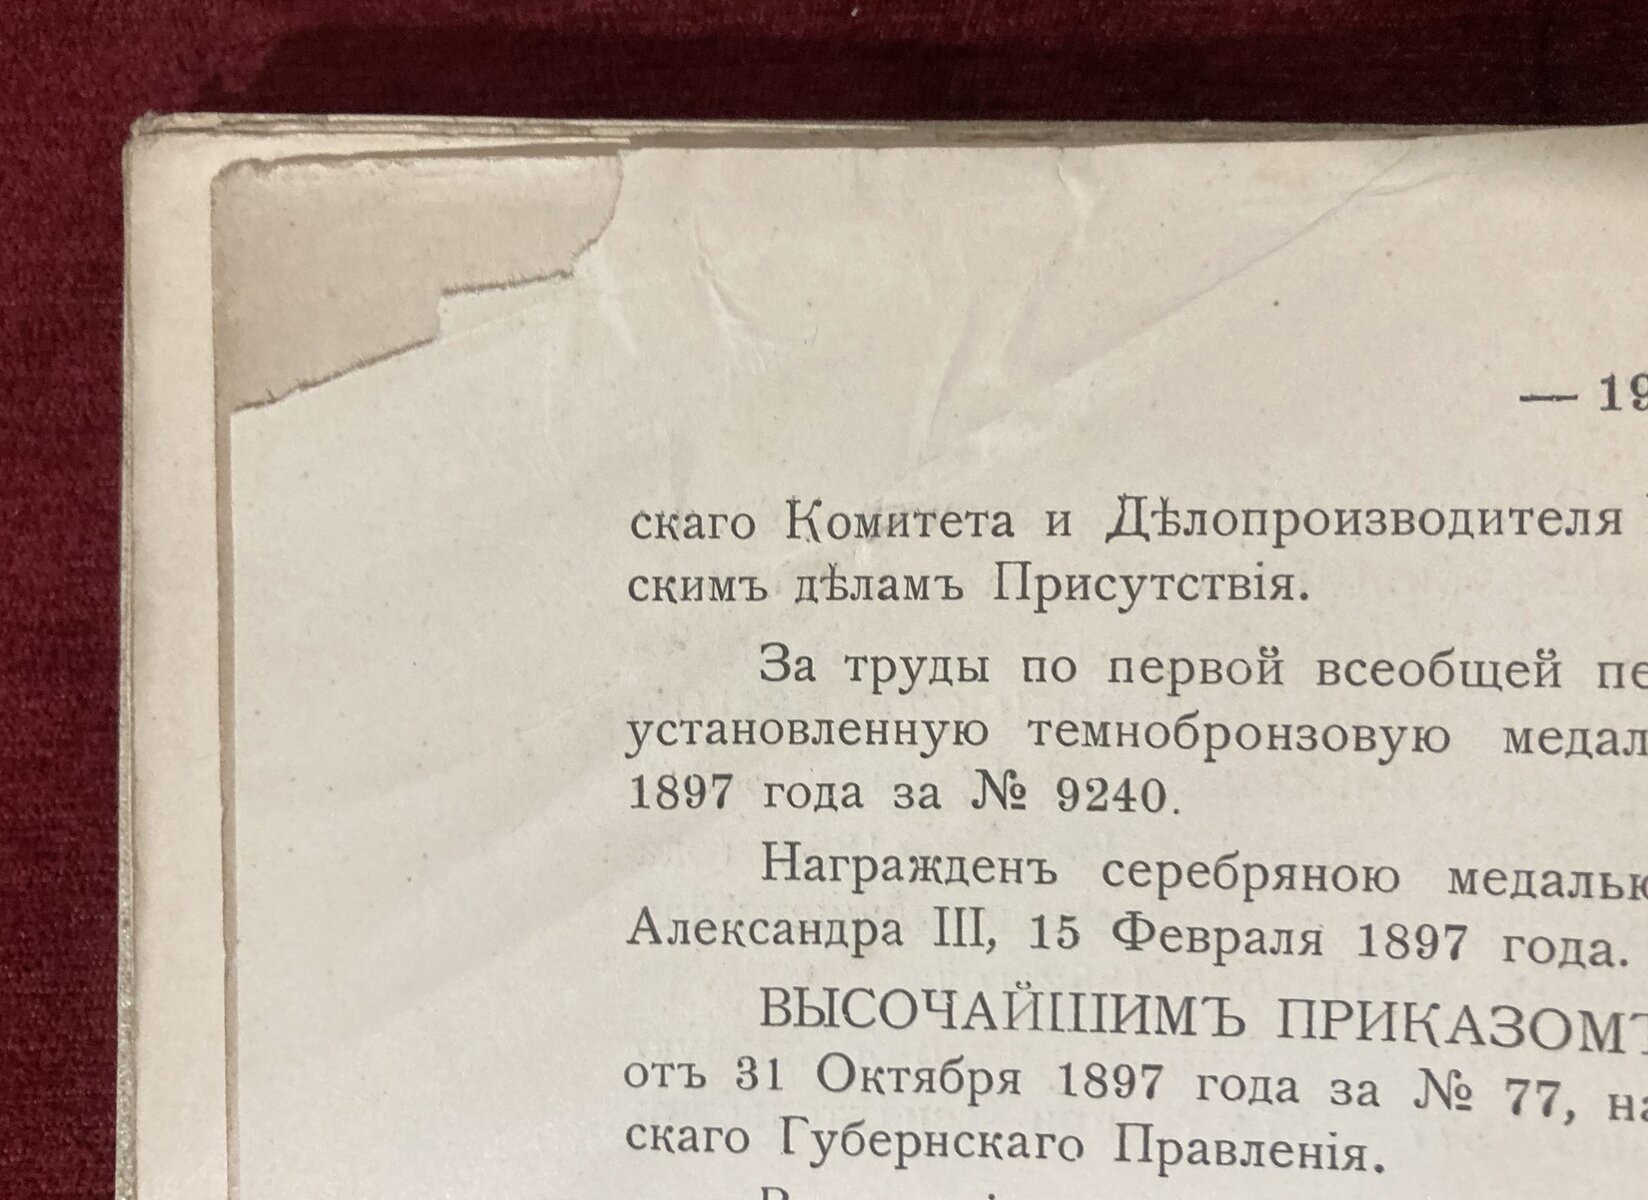 — 19
скаго Комитета и Дѣлопроизводителя
скимъ дѣламъ Присутствія.
За труды по первой всеобщей пе
установленную темнобронзовую медал
1897 года за № 9240.
Награжденъ серебряною медалью
Александра III, 15 Февраля 1897 года.
ВЫСОЧАЙШИМЪ ПРИКАЗОМЪ
отъ 31 Октября 1897 года за № 77, на
скаго Губернскаго Правленія.